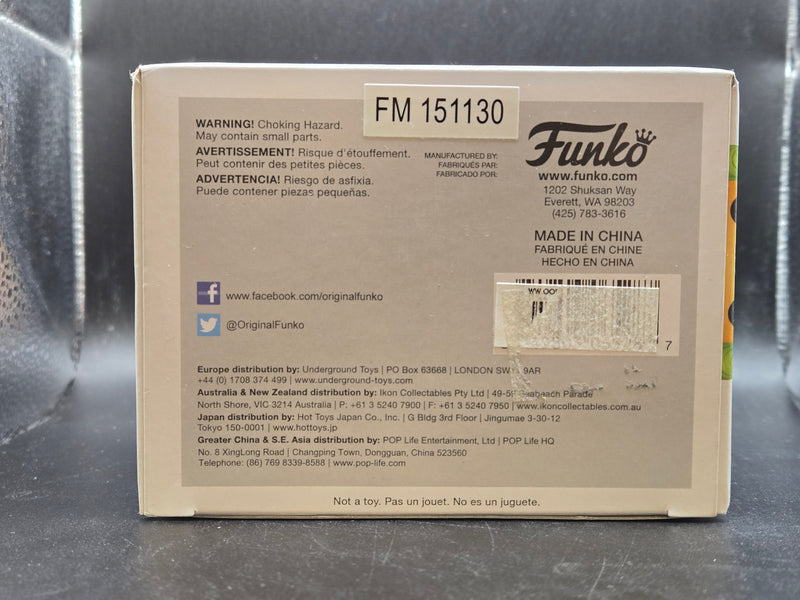 FM 151130
WARNING! Choking Hazard.
May contain small parts.
AVERTISSEMENT! Risque d'étouffement.
Peut contenir des petites pièces.
ADVERTENCIA! Riesgo de asfixia.
Puede contener piezas pequeñas.
MANUFACTURED BY:
FABRIQUÉS PAR:
FABRICADO POR:
Funko
www.funko.com
1202 Shuksan Way
Everett, WA 98203
(425) 783-3616
MADE IN CHINA
FABRIQUÉ EN CHINE
HECHO EN CHINA
f www.facebook.com/originalfunko
@OriginalFunko
7
Europe distribution by: Underground Toys | PO Box 63668 | LONDON 9AR
+44 (0) 1708 374 499 | www.underground-toys.com
Australia & New Zealand distribution by: Ikon Collectables Pty Ltd | Parade
North Shore, VIC 3214 Australia | P: +61 3 5240 7900 | F: +61 3 5240 7950 | www.ikoncollectables.com.au
Japan distribution by: Hot Toys Japan Co., Inc. | G Bldg 3rd Floor | Jingumae 3-30-12
Tokyo 150-0001 | www.hottoys.jp
Greater China & S.E. Asia distribution by: POP Life Entertainment, Ltd | POP Life HQ
No. 8 XingLong Road | Changping Town, Dongguan, China 523560
Telephone: (86) 769 8339-8588 | www.pop-life.com
Not a toy. Pas un jouet. No es un juguete.